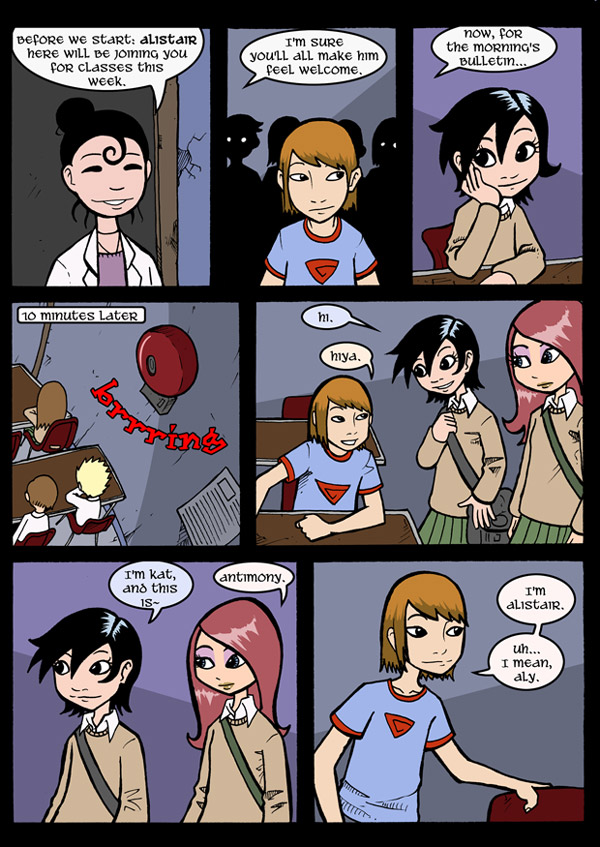 Before we start: Alistair
here will be joining you
for classes this
week.
I'm sure
you'll all make him
feel welcome.
Now, for
the morning's
bulletin...
10 minutes later
brrring
Hi.
Hiya.
I'm Kat,
and this
is~
Antimony.
I'm
Alistair.
Uh...
I mean,
Aly.